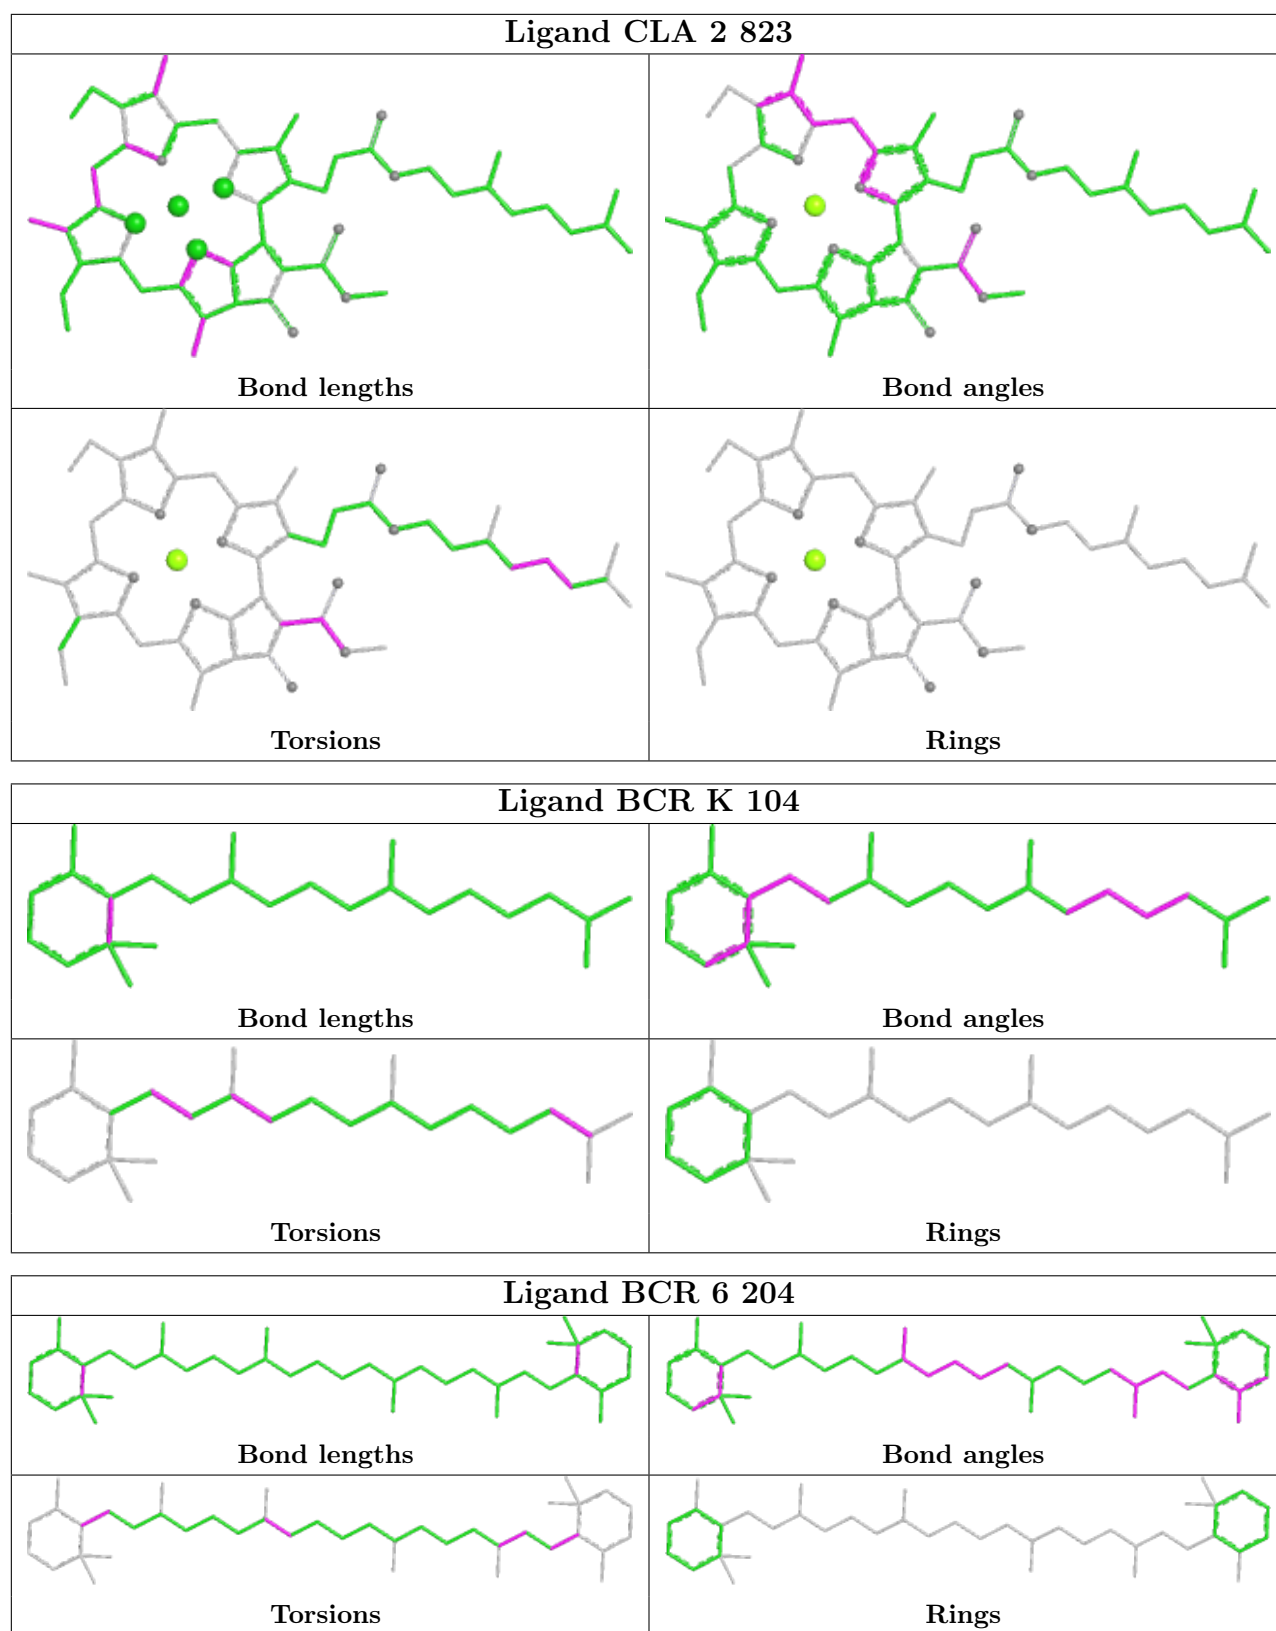 Ligand CLA 2 823
Bond lengths
Bond angles
Torsions
Rings
Ligand BCR K 104
Bond lengths
Bond angles
Torsions
Rings
Ligand BCR 6 204
Bond lengths
Bond angles
Torsions
Rings